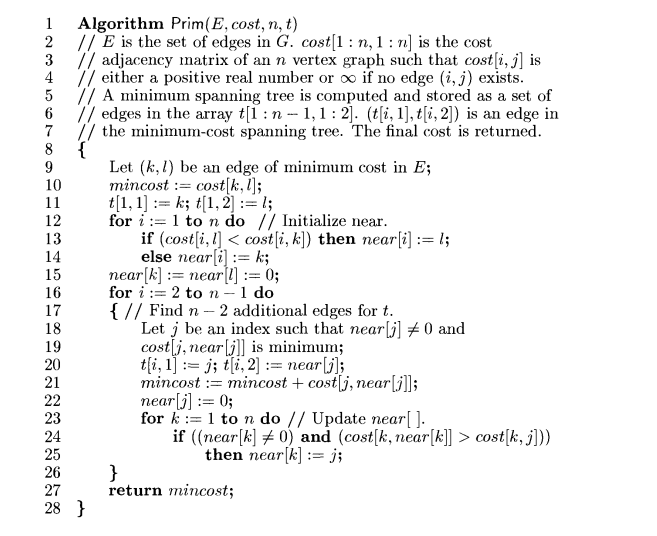 1 Algorithm Prim(E, cost, n, t)
2 // E is the set of edges in G. cost[1 : n, 1 : n] is the cost
3 // adjacency matrix of an n vertex graph such that cost[i, j] is
4 // either a positive real number or ∞ if no edge (i, j) exists.
5 // A minimum spanning tree is computed and stored as a set of
6 // edges in the array t[1 : n − 1, 1 : 2]. (t[i, 1], t[i, 2]) is an edge in
7 // the minimum-cost spanning tree. The final cost is returned.
8 {
9 Let (k, l) be an edge of minimum cost in E;
10 mincost := cost[k, l];
11 t[1, 1] := k; t[1, 2] := l;
12 for i := 1 to n do // Initialize near.
13 if (cost[i, l] < cost[i, k]) then near[i] := l;
14 else near[i] := k;
15 near[k] := near[l] := 0;
16 for i := 2 to n − 1 do
17 { // Find n − 2 additional edges for t.
18 Let j be an index such that near[j] ≠ 0 and
19 cost[j, near[j]] is minimum;
20 t[i, 1] := j; t[i, 2] := near[j];
21 mincost := mincost + cost[j, near[j]];
22 near[j] := 0;
23 for k := 1 to n do // Update near[ ].
24 if ((near[k] ≠ 0) and (cost[k, near[k]] > cost[k, j]))
25 then near[k] := j;
26 }
27 return mincost;
28 }